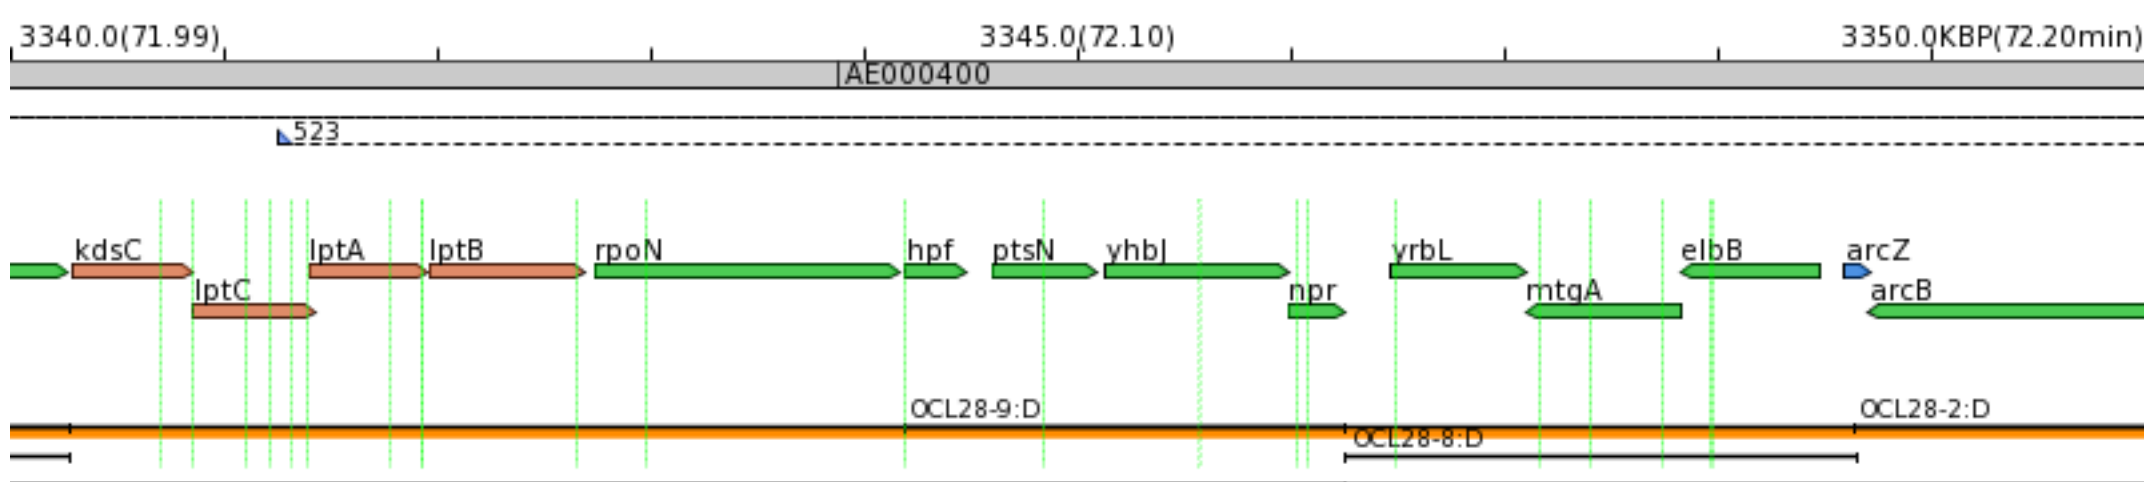 3340.0(71.99) 3345.0(72.10) 3350.0KBP(72.20min)
AE000400
523
kdsC lptA lptB rpoN hpf ptsN yhbJ yrbL elbB arcZ
lptC npr mtgA arcB
OCL28-9:D OCL28-2:D
OCL28-8:D